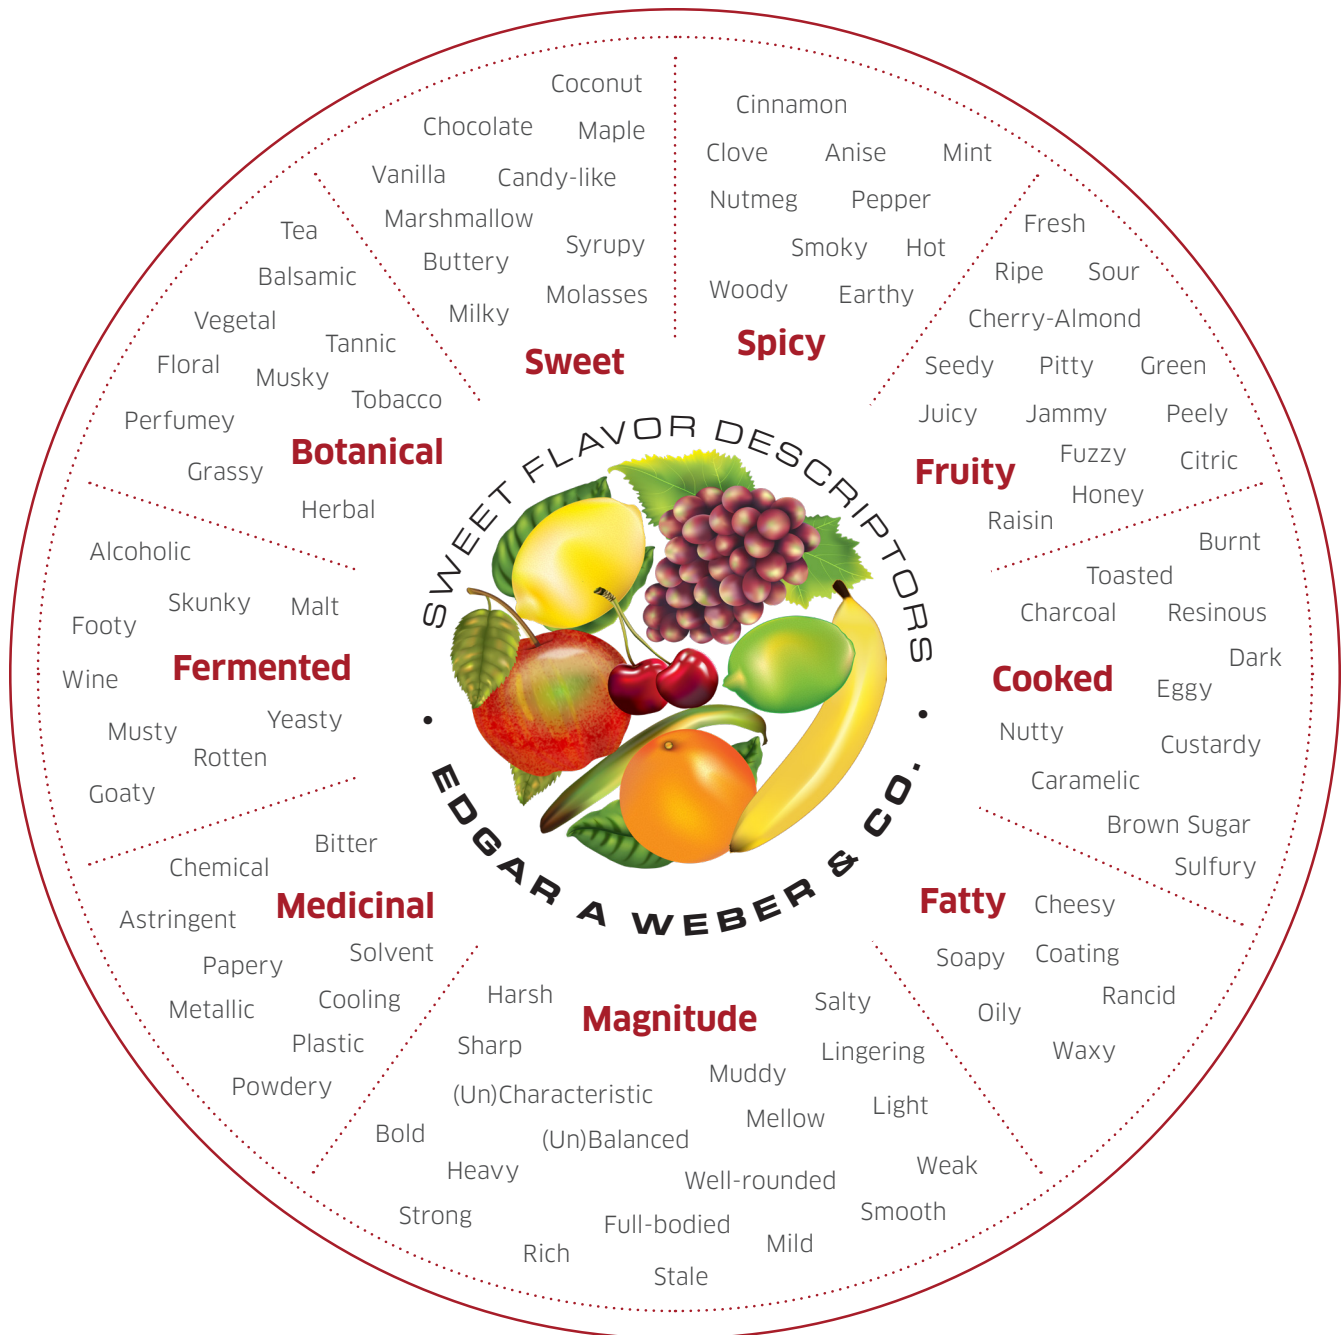 SWEET FLAVOR DESCRIPTORS
• EDGAR A WEBER & CO. •
Sweet
Coconut
Chocolate
Maple
Vanilla
Candy-like
Marshmallow
Syrupy
Buttery
Molasses
Milky
Spicy
Cinnamon
Clove
Anise
Mint
Nutmeg
Pepper
Smoky
Hot
Woody
Earthy
Fruity
Fresh
Ripe
Sour
Cherry-Almond
Seedy
Pitty
Green
Juicy
Jammy
Peely
Fuzzy
Citric
Honey
Raisin
Cooked
Burnt
Toasted
Charcoal
Resinous
Dark
Eggy
Nutty
Custardy
Caramelic
Brown Sugar
Sulfury
Fatty
Cheesy
Soapy
Coating
Rancid
Oily
Waxy
Magnitude
Harsh
Salty
Sharp
Lingering
Muddy
(Un)Characteristic
Light
Mellow
Bold
(Un)Balanced
Heavy
Weak
Well-rounded
Strong
Smooth
Full-bodied
Mild
Rich
Stale
Medicinal
Bitter
Chemical
Astringent
Solvent
Papery
Cooling
Metallic
Plastic
Powdery
Fermented
Alcoholic
Skunky
Malt
Footy
Wine
Yeasty
Musty
Rotten
Goaty
Botanical
Tea
Balsamic
Vegetal
Tannic
Floral
Musky
Tobacco
Perfumey
Grassy
Herbal